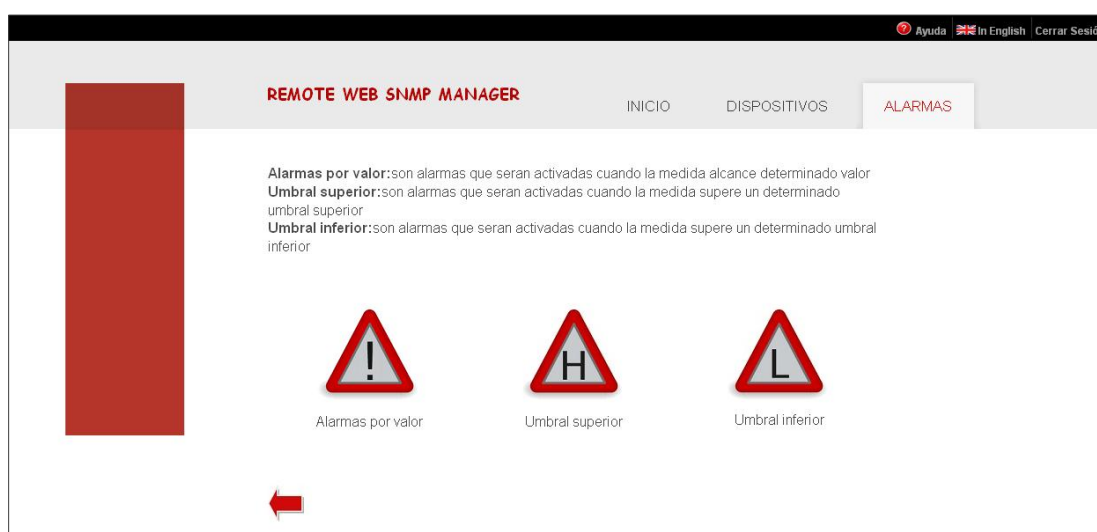 Ayuda In English Cerrar Sesió
REMOTE WEB SNMP MANAGER
INICIO DISPOSITIVOS ALARMAS
Alarmas por valor:son alarmas que seran activadas cuando la medida alcance determinado valor
Umbral superior:son alarmas que seran activadas cuando la medida supere un determinado
umbral superior
Umbral inferior:son alarmas que seran activadas cuando la medida supere un determinado umbral
inferior
! H L
Alarmas por valor Umbral superior Umbral inferior